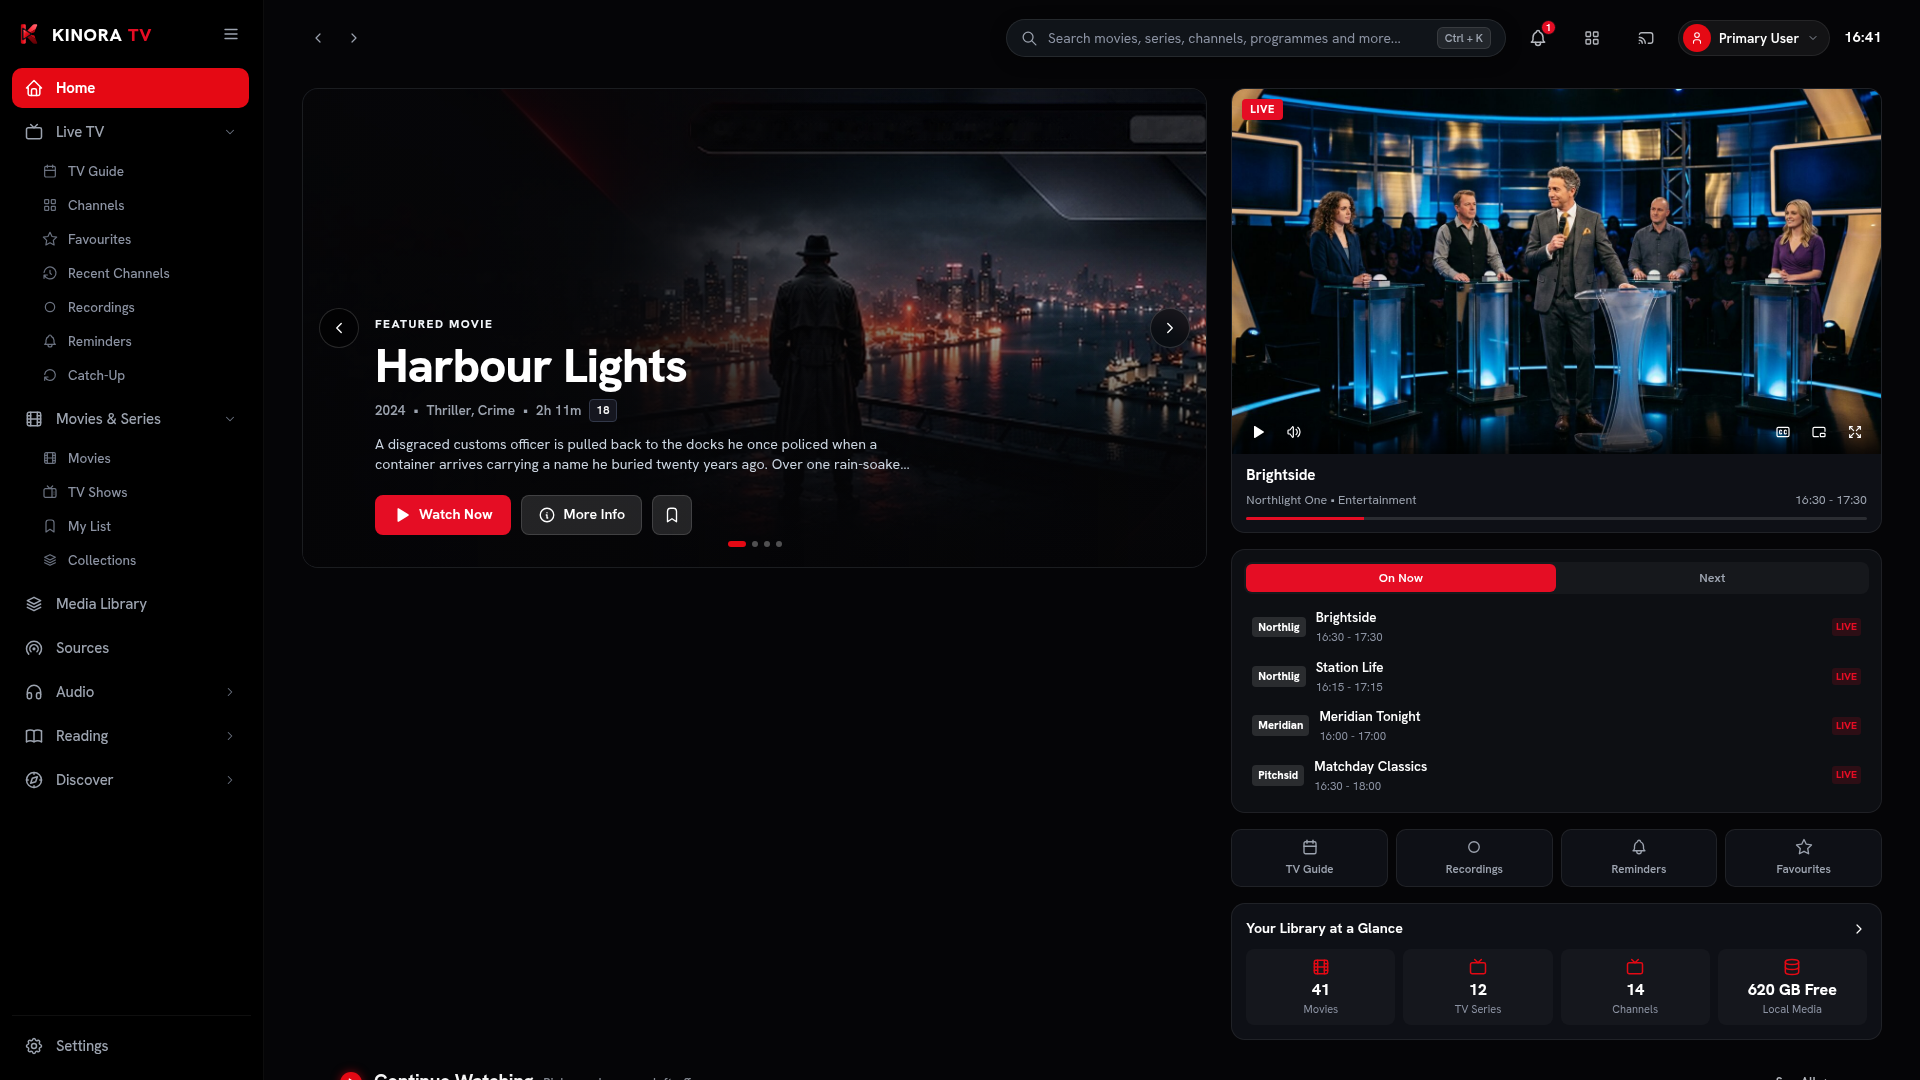 KINORA TV
Home
Live TV
TV Guide
Channels
Favourites
Recent Channels
Recordings
Reminders
Catch-Up
Movies & Series
Movies
TV Shows
My List
Collections
Media Library
Sources
Audio
Reading
Discover
Settings
Search movies, series, channels, programmes and more...
Ctrl + K
1
Primary User
16:41
FEATURED MOVIE
Harbour Lights
2024 • Thriller, Crime • 2h 11m 18
A disgraced customs officer is pulled back to the docks he once policed when a
container arrives carrying a name he buried twenty years ago. Over one rain-soake...
Watch Now
More Info
LIVE
CC
Brightside
Northlight One • Entertainment
16:30 - 17:30
On Now
Next
Northlig
Brightside
16:30 - 17:30
LIVE
Northlig
Station Life
16:15 - 17:15
LIVE
Meridian
Meridian Tonight
16:00 - 17:00
LIVE
Pitchsid
Matchday Classics
16:30 - 18:00
LIVE
TV Guide
Recordings
Reminders
Favourites
Your Library at a Glance
41
Movies
12
TV Series
14
Channels
620 GB Free
Local Media
Continue Watching